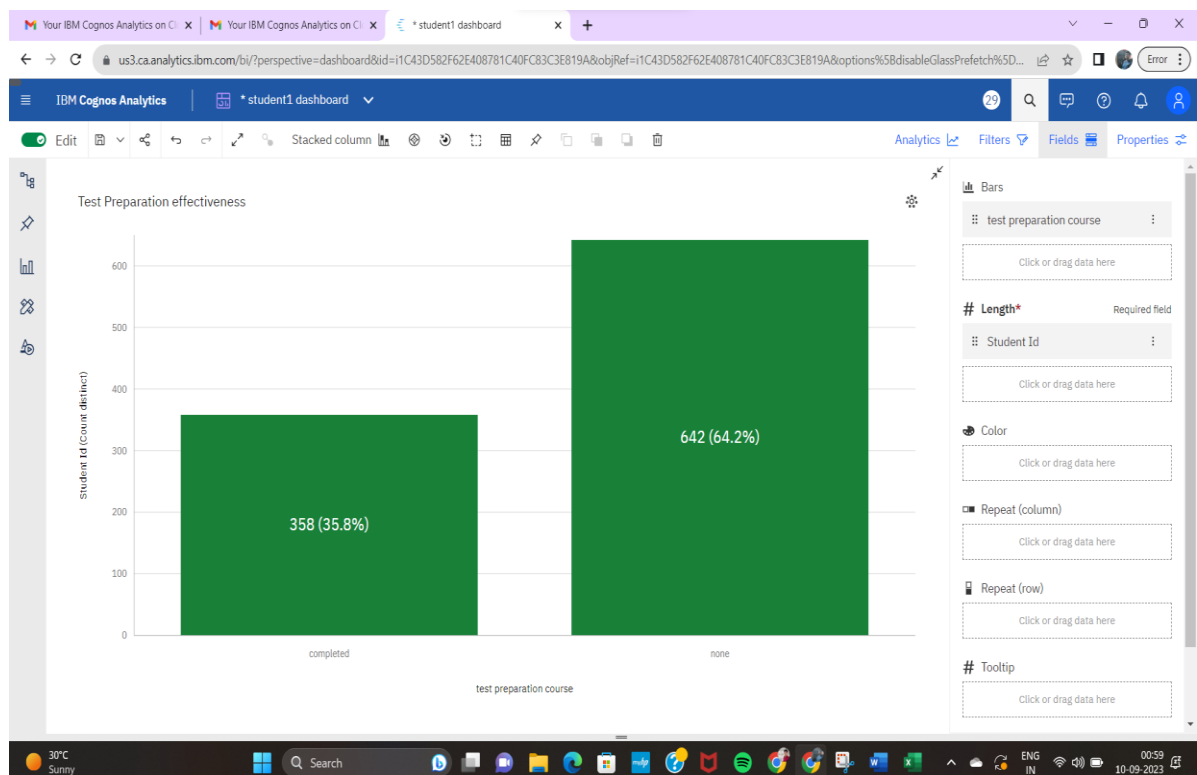 Your IBM Cognos Analytics on Cl
Your IBM Cognos Analytics on Cl
* student1 dashboard
us3.ca.analytics.ibm.com/bi/?perspective=dashboard&id=i1C43D582F62E408781C40FC83C3E819A&objRef=i1C43D582F62E408781C40FC83C3E819A&options%5BdisableGlassPrefetch%5D...
Error
IBM Cognos Analytics
* student1 dashboard
29
Edit
Stacked column
Analytics
Filters
Fields
Properties
Test Preparation effectiveness
600
500
400
300
200
100
0
Student Id (Count distinct)
358 (35.8%)
642 (64.2%)
completed
none
test preparation course
Bars
test preparation course
Click or drag data here
# Length*
Required field
Student Id
Click or drag data here
Color
Click or drag data here
Repeat (column)
Click or drag data here
Repeat (row)
Click or drag data here
# Tooltip
Click or drag data here
30°C
Sunny
Search
ENG
IN
00:59
10-09-2023